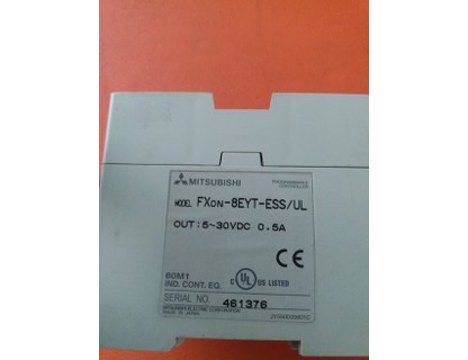 MITSUBISHI
PROGRAMMABLE
CONTROLLER
MODEL FXON-8EYT-ESS/UL
OUT:5~30VDC 0.5A
80M1
IND. CONT. EQ. C UL US LISTED CE
SERIAL NO. 461376
MITSUBISHI ELECTRIC CORPORATION
MADE IN JAPAN